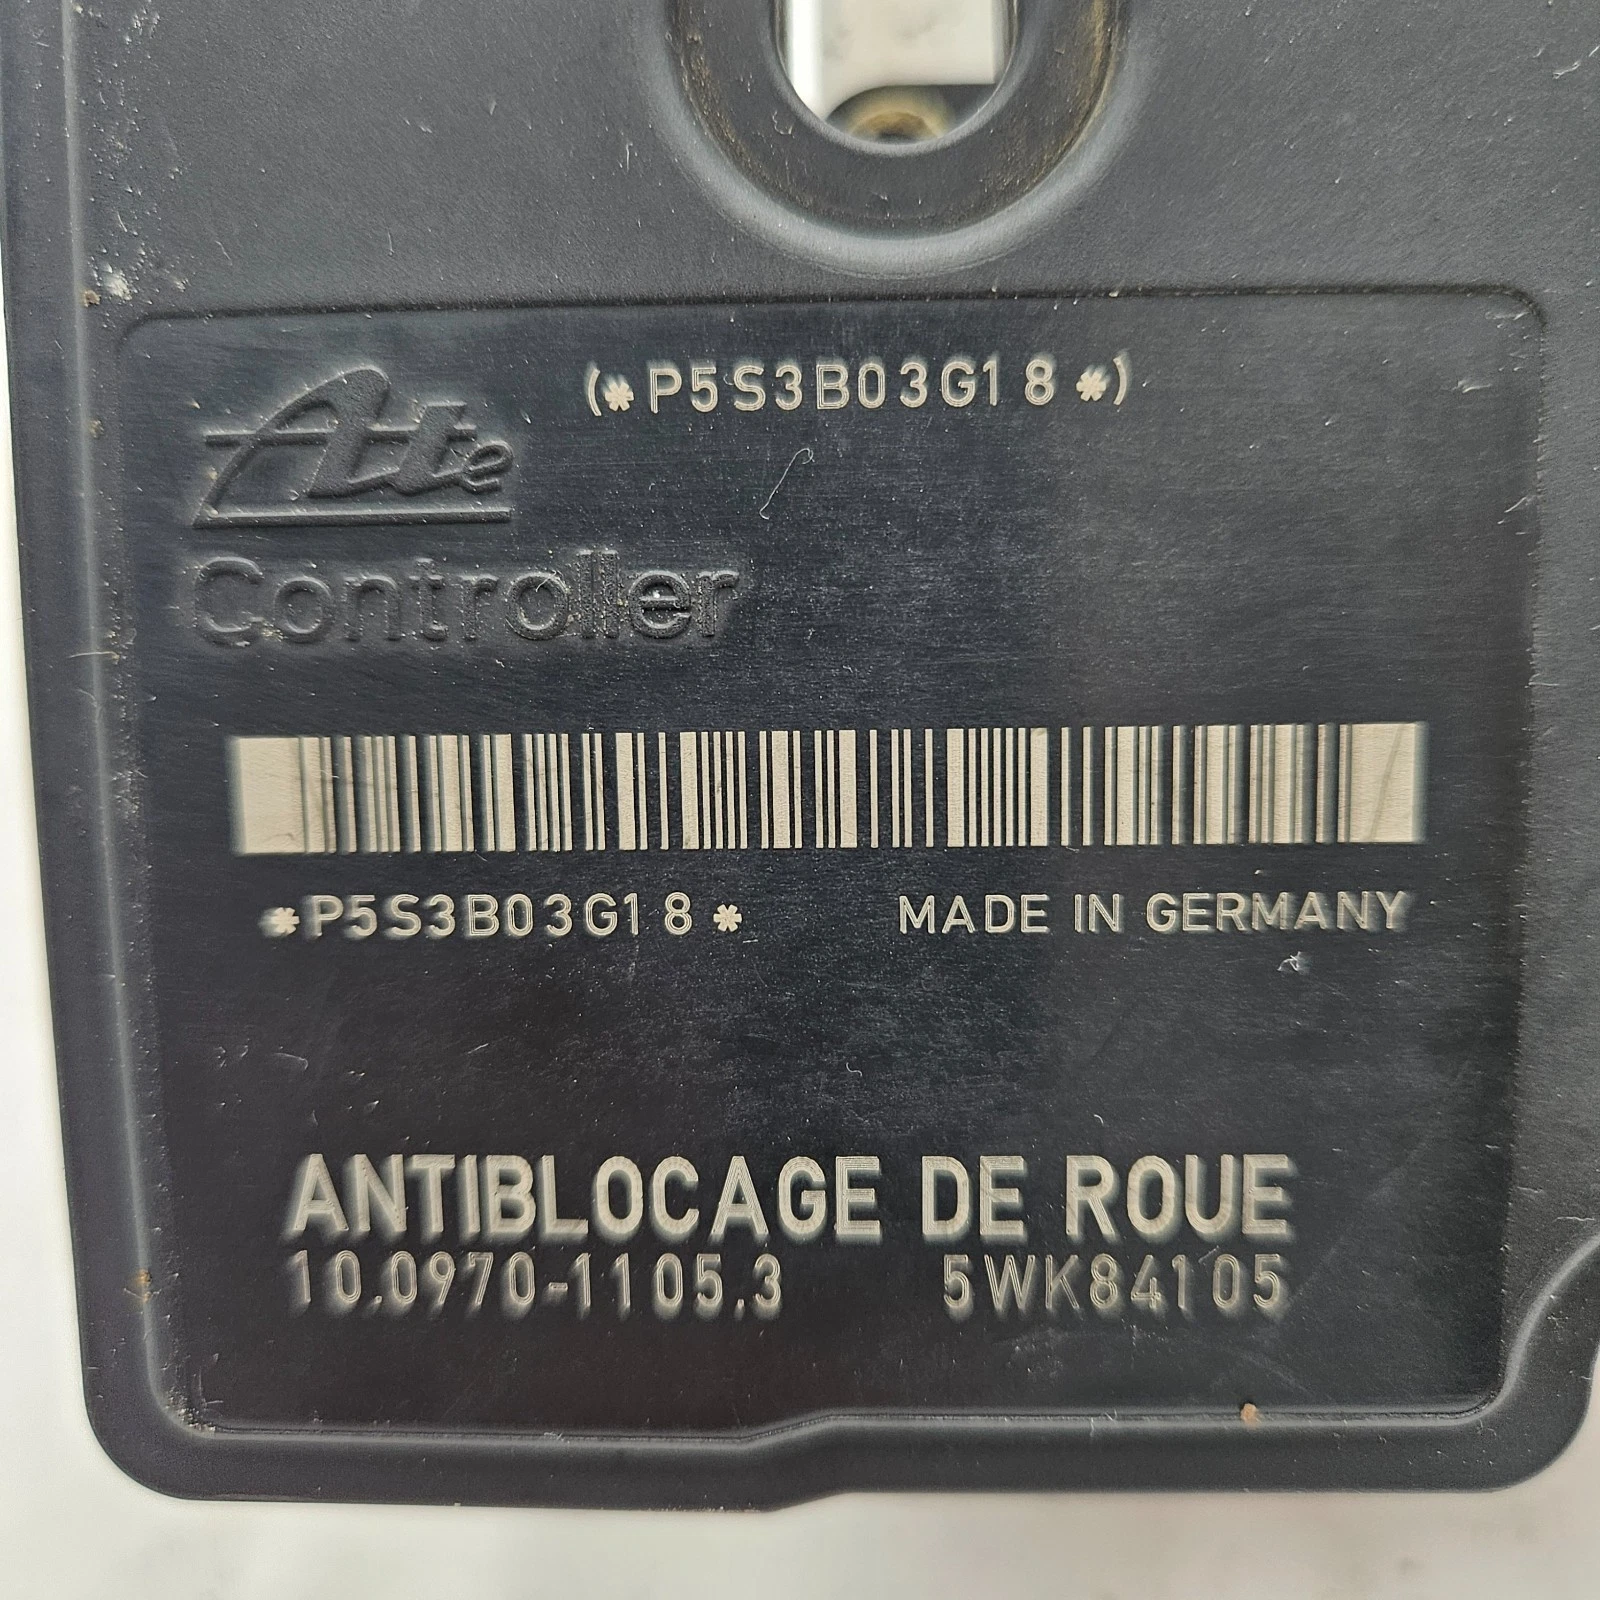 (*P5S3B03G18*)
Ate
Controller
*P5S3B03G18* MADE IN GERMANY
ANTIBLOCAGE DE ROUE
10.0970-1105.3 5WK84105